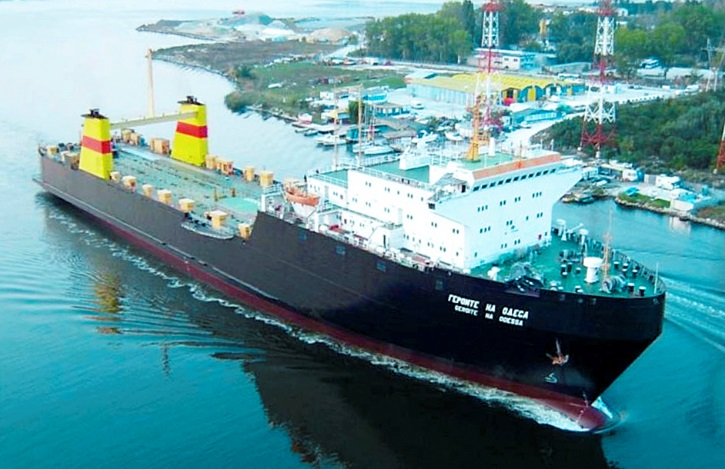 ГЕРОИТЕ НА ОДЕСА
GEROITE NA ODESSA